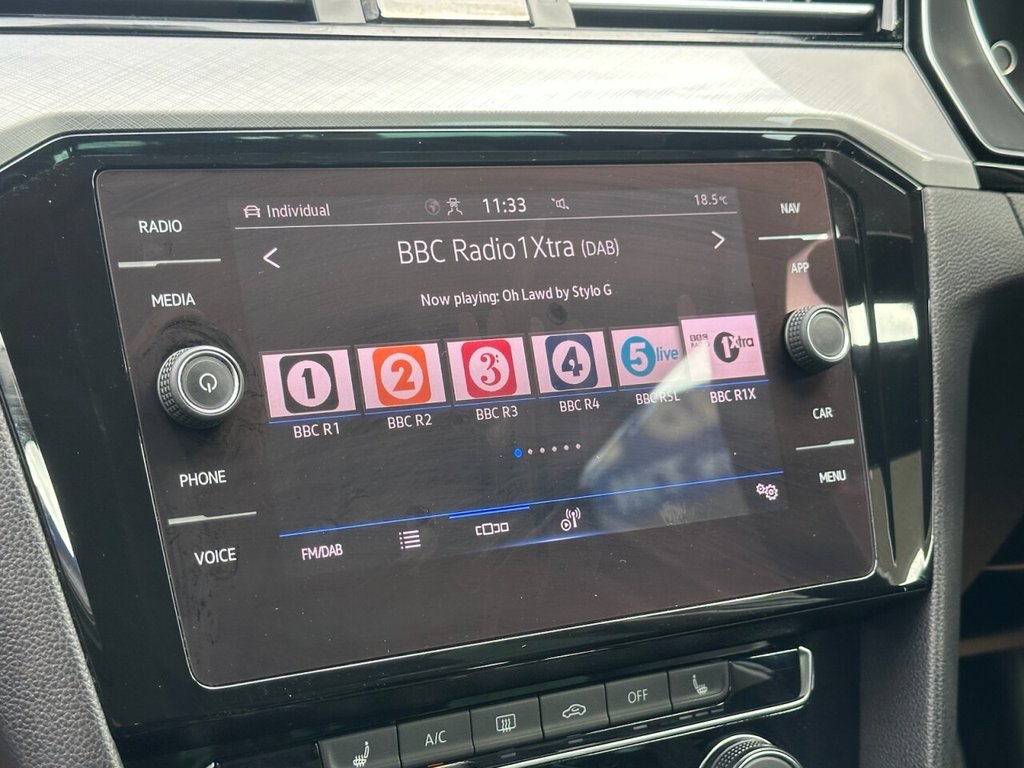 Individual 11:33 18.5°C
BBC Radio1Xtra (DAB)
Now playing: Oh Lawd by Stylo G
1 2 3 4 5 live BBC RADIO 1Xtra
BBC R1 BBC R2 BBC R3 BBC R4 BBC R5L BBC R1X
FM/DAB
RADIO
MEDIA
PHONE
VOICE
NAV
APP
CAR
MENU
A/C
OFF